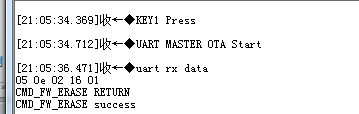 [21:05:34.369]收←◆KEY1 Press
[21:05:34.712]收←◆UART MASTER OTA Start
[21:05:36.471]收←◆uart rx data
05 0e 02 16 01
CMD_FW_ERASE RETURN
CMD_FW_ERASE success